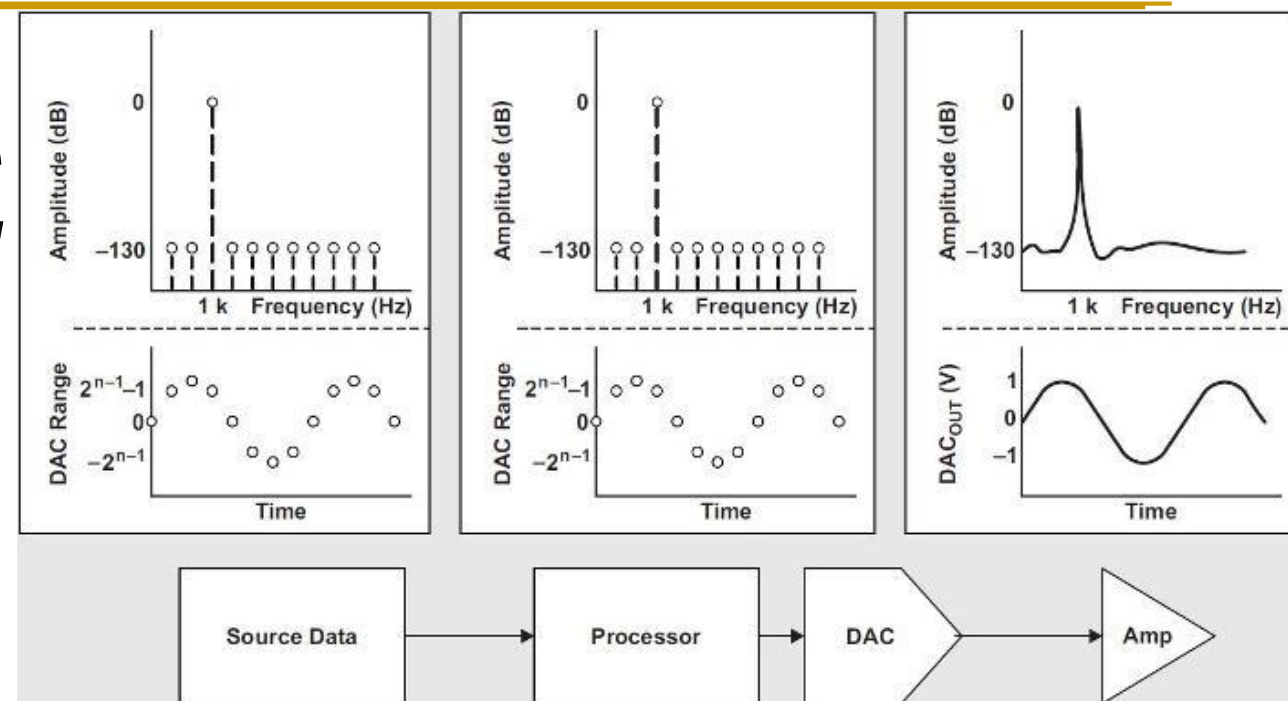 Amplitude (dB)
0
−130
1 k Frequency (Hz)
DAC Range
2ⁿ⁻¹−1
0
−2ⁿ⁻¹
Time
Amplitude (dB)
0
−130
1 k Frequency (Hz)
DAC Range
2ⁿ⁻¹−1
0
−2ⁿ⁻¹
Time
Amplitude (dB)
0
−130
1 k Frequency (Hz)
DACOUT (V)
1
0
−1
Time
Source Data
Processor
DAC
Amp